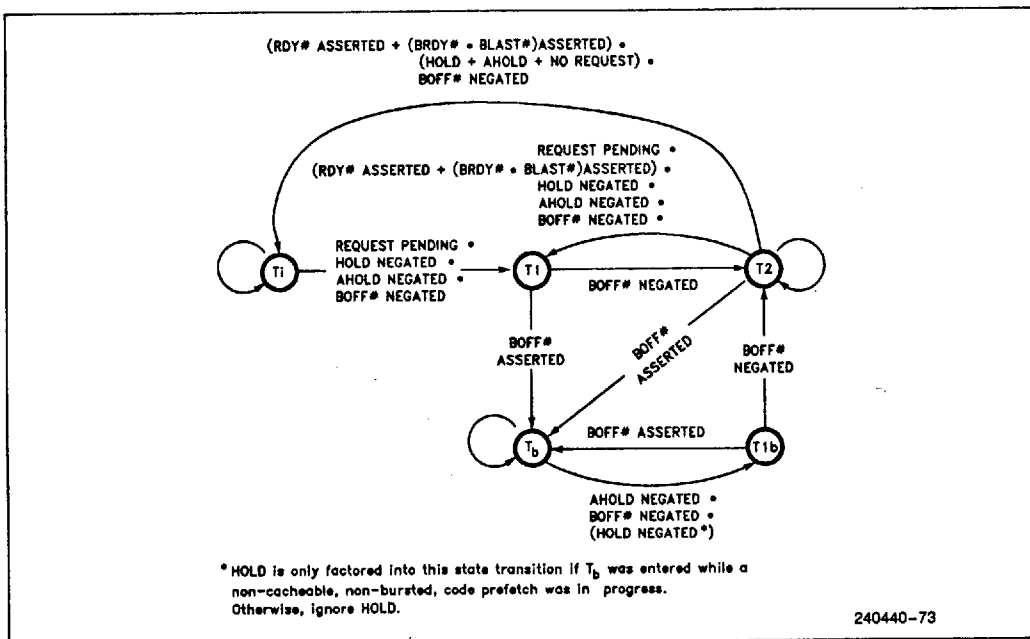 (RDY# ASSERTED + (BRDY# • BLAST#)ASSERTED) •
(HOLD + AHOLD + NO REQUEST) •
BOFF# NEGATED
REQUEST PENDING •
(RDY# ASSERTED + (BRDY# • BLAST#)ASSERTED) •
HOLD NEGATED •
AHOLD NEGATED •
BOFF# NEGATED •
Ti
REQUEST PENDING •
HOLD NEGATED •
AHOLD NEGATED •
BOFF# NEGATED
T1
BOFF# NEGATED
T2
BOFF#
ASSERTED
BOFF#
ASSERTED
BOFF#
NEGATED
Tb
BOFF# ASSERTED
T1b
AHOLD NEGATED •
BOFF# NEGATED •
(HOLD NEGATED*)
* HOLD is only factored into this state transition if Tb was entered while a
non-cacheable, non-bursted, code prefetch was in progress.
Otherwise, ignore HOLD.
240440-73